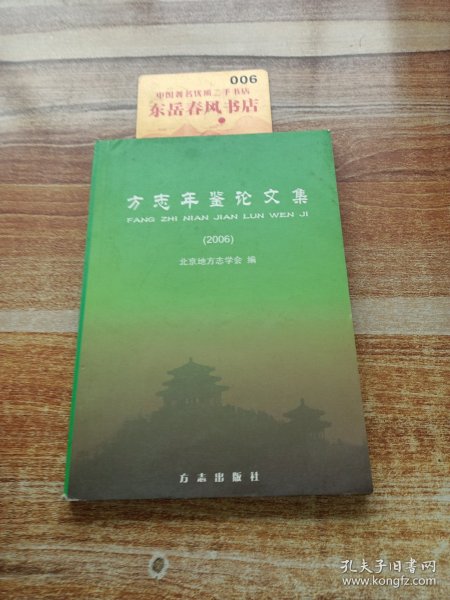 006
中国著名优质二手书店
东岳春风书店
方志年鉴论文集
FANG ZHI NIAN JIAN LUN WEN JI
(2006)
北京地方志学会 编
方志出版社
孔夫子旧书网
www.kongfz.com